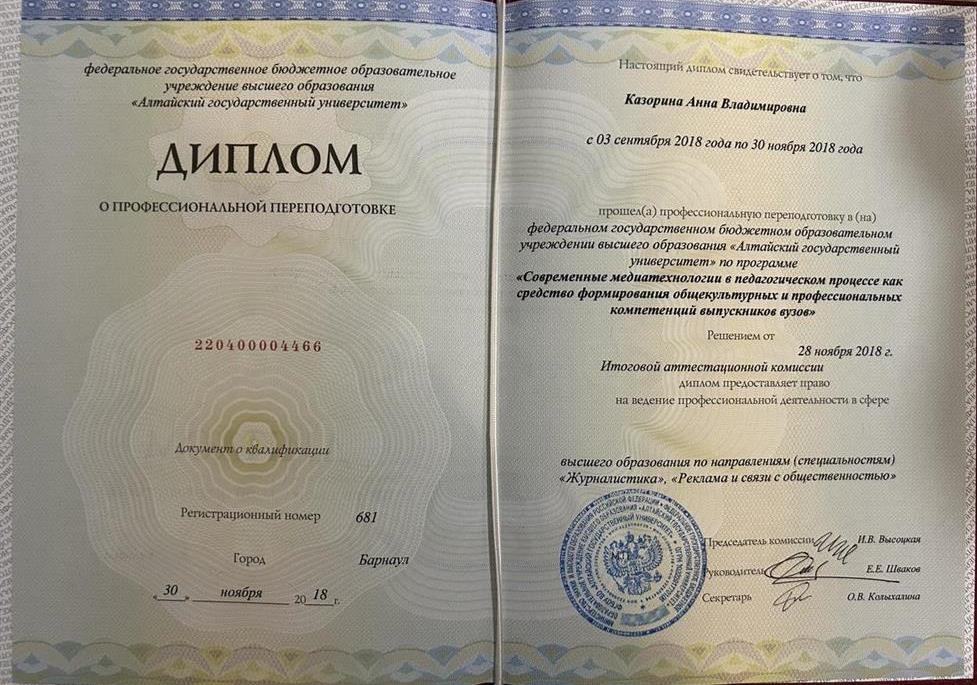 федеральное государственное бюджетное образовательное
учреждение высшего образования
«Алтайский государственный университет»
ДИПЛОМ
О ПРОФЕССИОНАЛЬНОЙ ПЕРЕПОДГОТОВКЕ
220400004466
Документ о квалификации
Регистрационный номер 681
Город Барнаул
« 30 » ноября 20 18 г.
Настоящий диплом свидетельствует о том, что
Казорина Анна Владимировна
с 03 сентября 2018 года по 30 ноября 2018 года
прошел(а) профессиональную переподготовку в (на)
федеральном государственном бюджетном образовательном
учреждении высшего образования «Алтайский государственный
университет» по программе
«Современные медиатехнологии в педагогическом процессе как
средство формирования общекультурных и профессиональных
компетенций выпускников вузов»
Решением от
28 ноября 2018 г.
Итоговой аттестационной комиссии
диплом предоставляет право
на ведение профессиональной деятельности в сфере
высшего образования по направлениям (специальностям)
«Журналистика», «Реклама и связи с общественностью»
Председатель комиссии И.В. Высоцкая
Руководитель Е.Е. Шваков
Секретарь О.В. Колыхалина